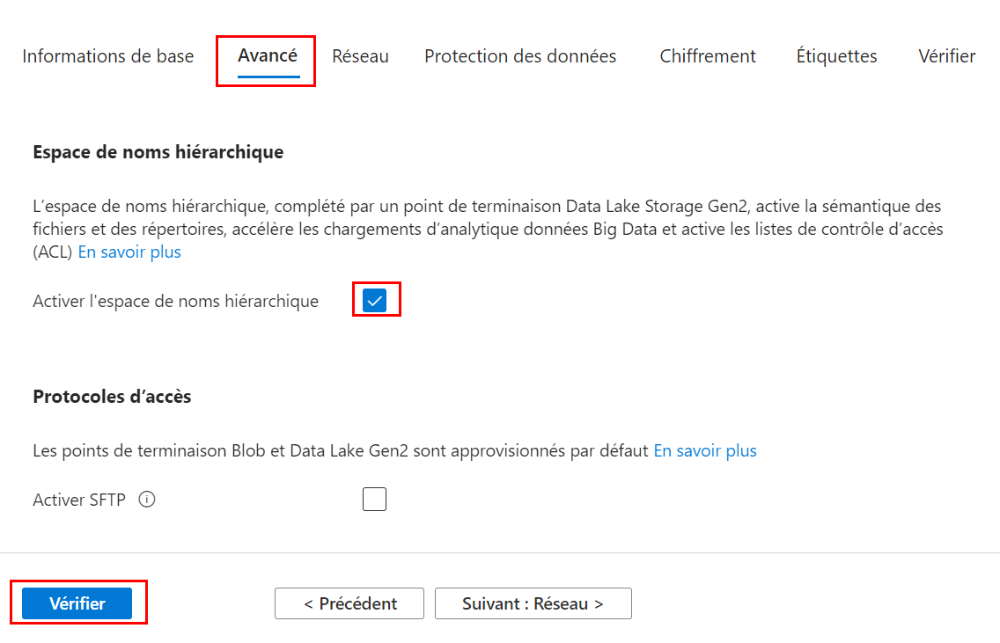 Informations de base Avancé Réseau Protection des données Chiffrement Étiquettes Vérifier
Espace de noms hiérarchique
L’espace de noms hiérarchique, complété par un point de terminaison Data Lake Storage Gen2, active la sémantique des
fichiers et des répertoires, accélère les chargements d’analytique données Big Data et active les listes de contrôle d’accès
(ACL) En savoir plus
Activer l'espace de noms hiérarchique
Protocoles d’accès
Les points de terminaison Blob et Data Lake Gen2 sont approvisionnés par défaut En savoir plus
Activer SFTP
Vérifier < Précédent Suivant : Réseau >